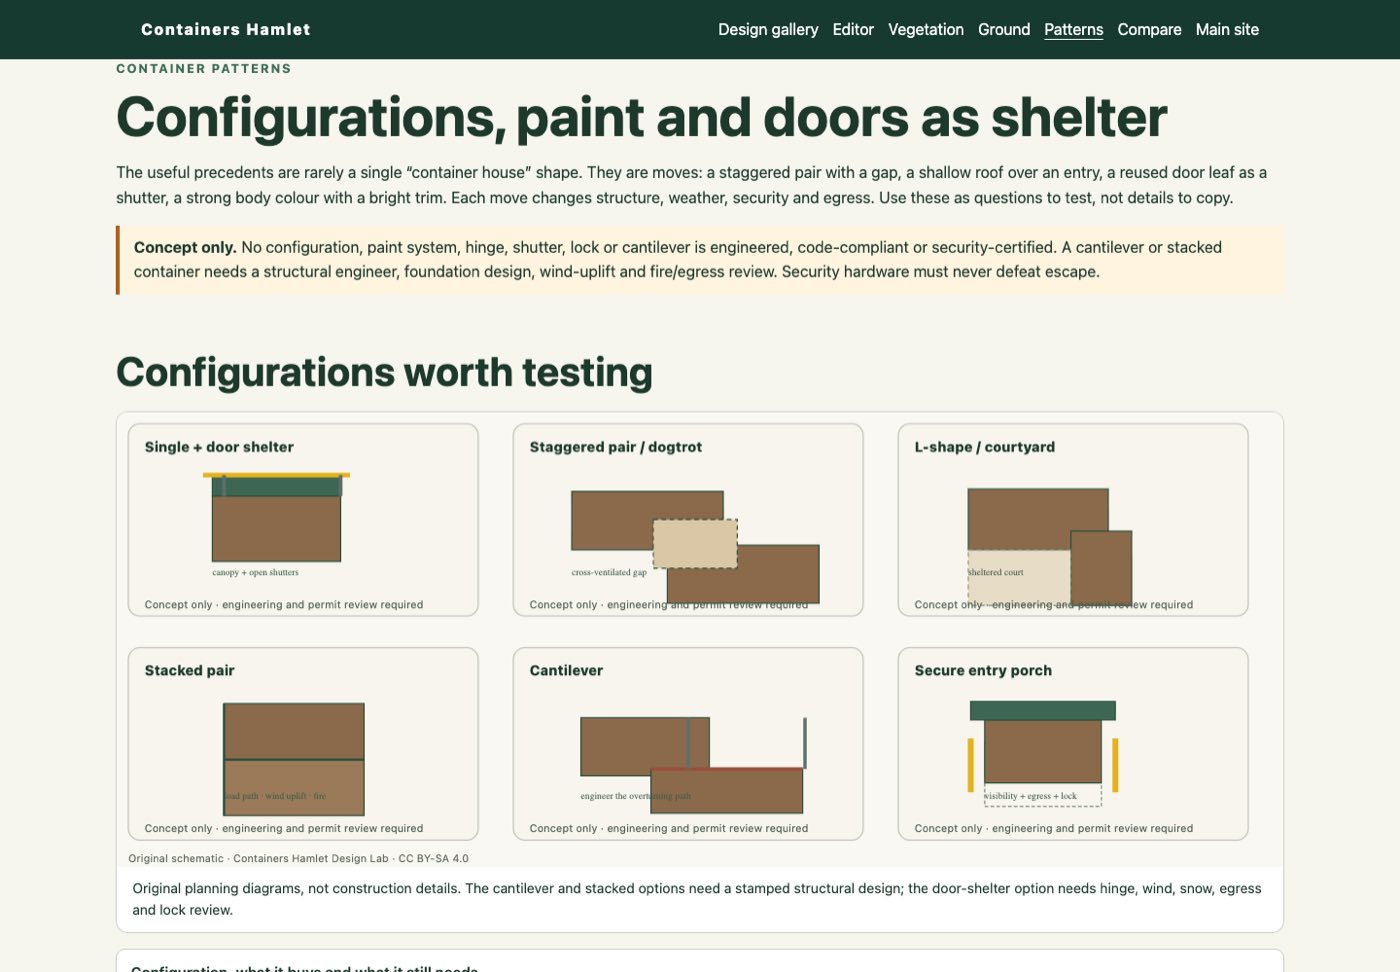 Containers Hamlet
Design gallery Editor Vegetation Ground Patterns Compare Main site
CONTAINER PATTERNS
Configurations, paint and doors as shelter
The useful precedents are rarely a single “container house” shape. They are moves: a staggered pair with a gap, a shallow roof over an entry, a reused door leaf as a
shutter, a strong body colour with a bright trim. Each move changes structure, weather, security and egress. Use these as questions to test, not details to copy.
Concept only. No configuration, paint system, hinge, shutter, lock or cantilever is engineered, code-compliant or security-certified. A cantilever or stacked
container needs a structural engineer, foundation design, wind-uplift and fire/egress review. Security hardware must never defeat escape.
Configurations worth testing
Single + door shelter
canopy + open shutters
Concept only · engineering and permit review required
Staggered pair / dogtrot
cross-ventilated gap
Concept only · engineering and permit review required
L-shape / courtyard
sheltered court
Concept only · engineering and permit review required
Stacked pair
load path · wind uplift · fire
Concept only · engineering and permit review required
Cantilever
engineer the overturning path
Concept only · engineering and permit review required
Secure entry porch
visibility + egress + lock
Concept only · engineering and permit review required
Original schematic · Containers Hamlet Design Lab · CC BY-SA 4.0
Original planning diagrams, not construction details. The cantilever and stacked options need a stamped structural design; the door-shelter option needs hinge, wind, snow, egress
and lock review.
Configuration, what it buys and what it still needs